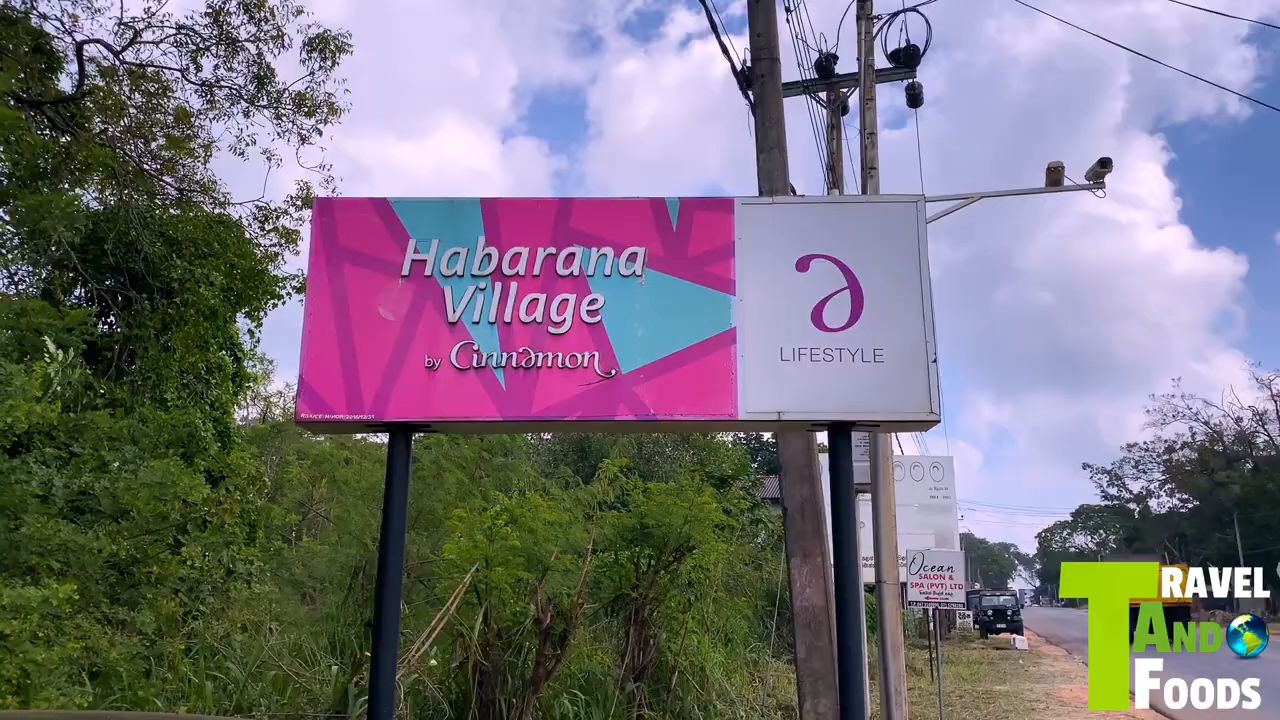 Habarana
Village
by Cinnamon
LIFESTYLE
Ocean
SALON &
SPA (PVT) LTD
TRAVEL
AND
FOODS